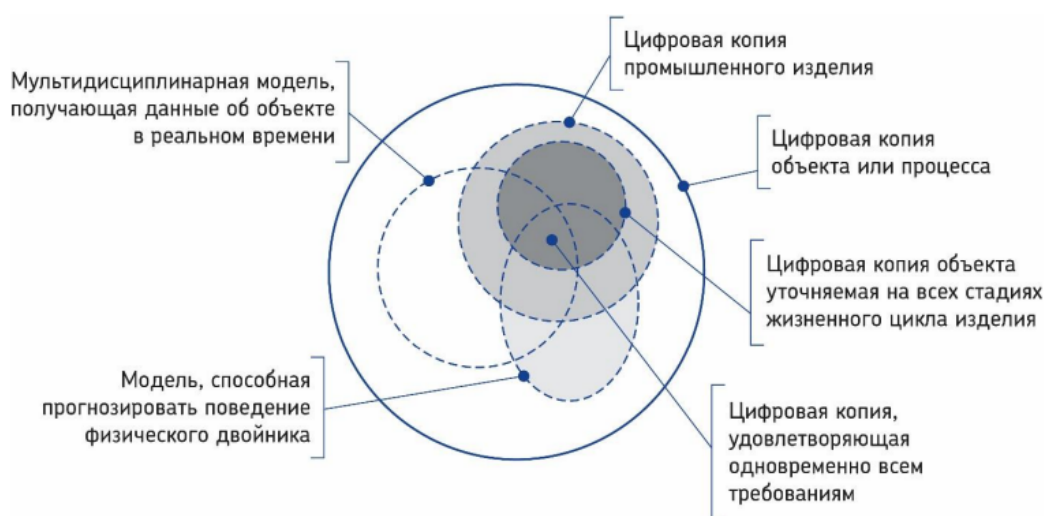 Цифровая копия
промышленного изделия
Мультидисциплинарная модель,
получающая данные об объекте
в реальном времени
Цифровая копия
объекта или процесса
Цифровая копия объекта
уточняемая на всех стадиях
жизненного цикла изделия
Модель, способная
прогнозировать поведение
физического двойника
Цифровая копия,
удовлетворяющая
одновременно всем
требованиям